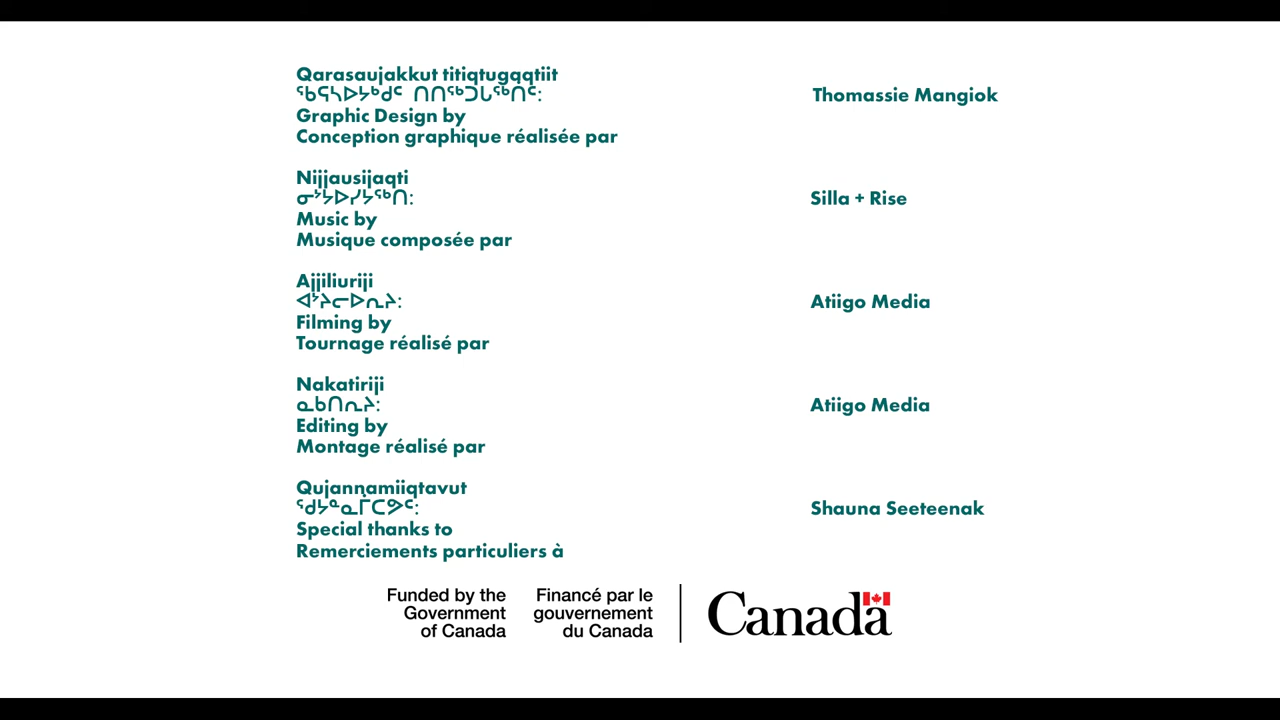 Qarasaujakkut titiqtugaqtiit
ᖃᕋᓴᐅᔭᒃᑯᑦ ᑎᑎᖅᑐᒐᖅᑏᑦ:
Graphic Design by
Conception graphique réalisée par
Thomassie Mangiok
Nijjausijaqti
ᓂᔾᔭᐅᓯᔭᖅᑎ:
Music by
Musique composée par
Silla + Rise
Ajjiliuriji
ᐊᔾᔨᓕᐅᕆᔨ:
Filming by
Tournage réalisé par
Atiigo Media
Nakatiriji
ᓇᑲᑎᕆᔨ:
Editing by
Montage réalisé par
Atiigo Media
Qujannamiiqtavut
ᖁᔭᓐᓇᒦᑕᕗᑦ:
Special thanks to
Remerciements particuliers à
Shauna Seeteenak
Funded by the
Government
of Canada
Financé par le
gouvernement
du Canada
Canada